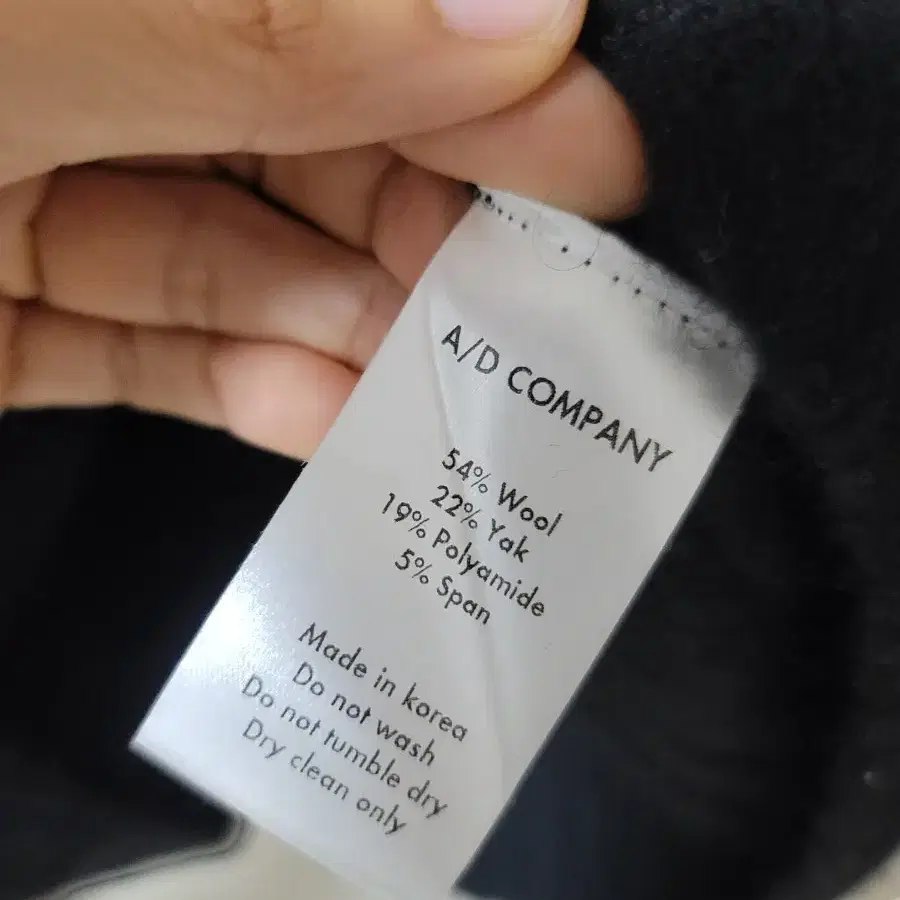 A/D COMPANY
54% Wool
22% Yak
19% Polyamide
5% Span
Made in korea
Do not wash
Do not tumble dry
Dry clean only